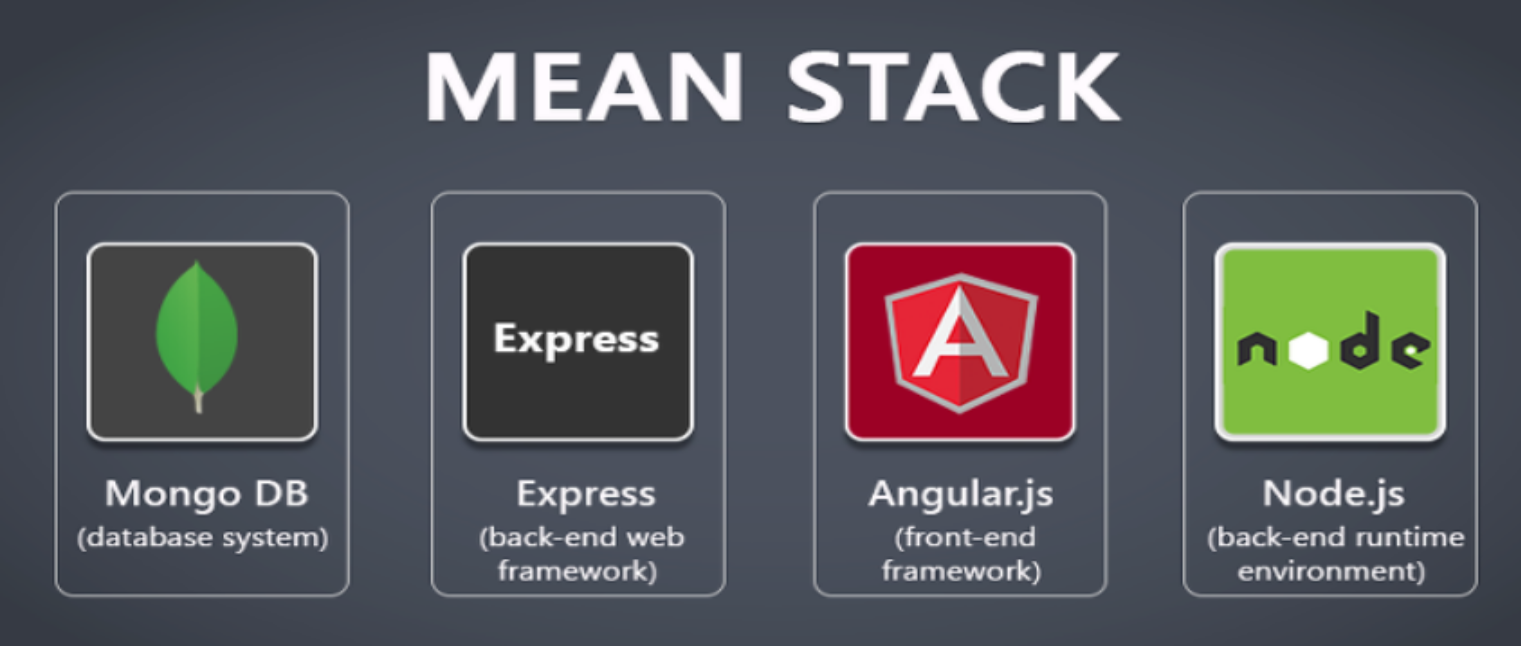 MEAN STACK
Express
A
node
Mongo DB
(database system)
Express
(back-end web
framework)
Angular.js
(front-end
framework)
Node.js
(back-end runtime
environment)